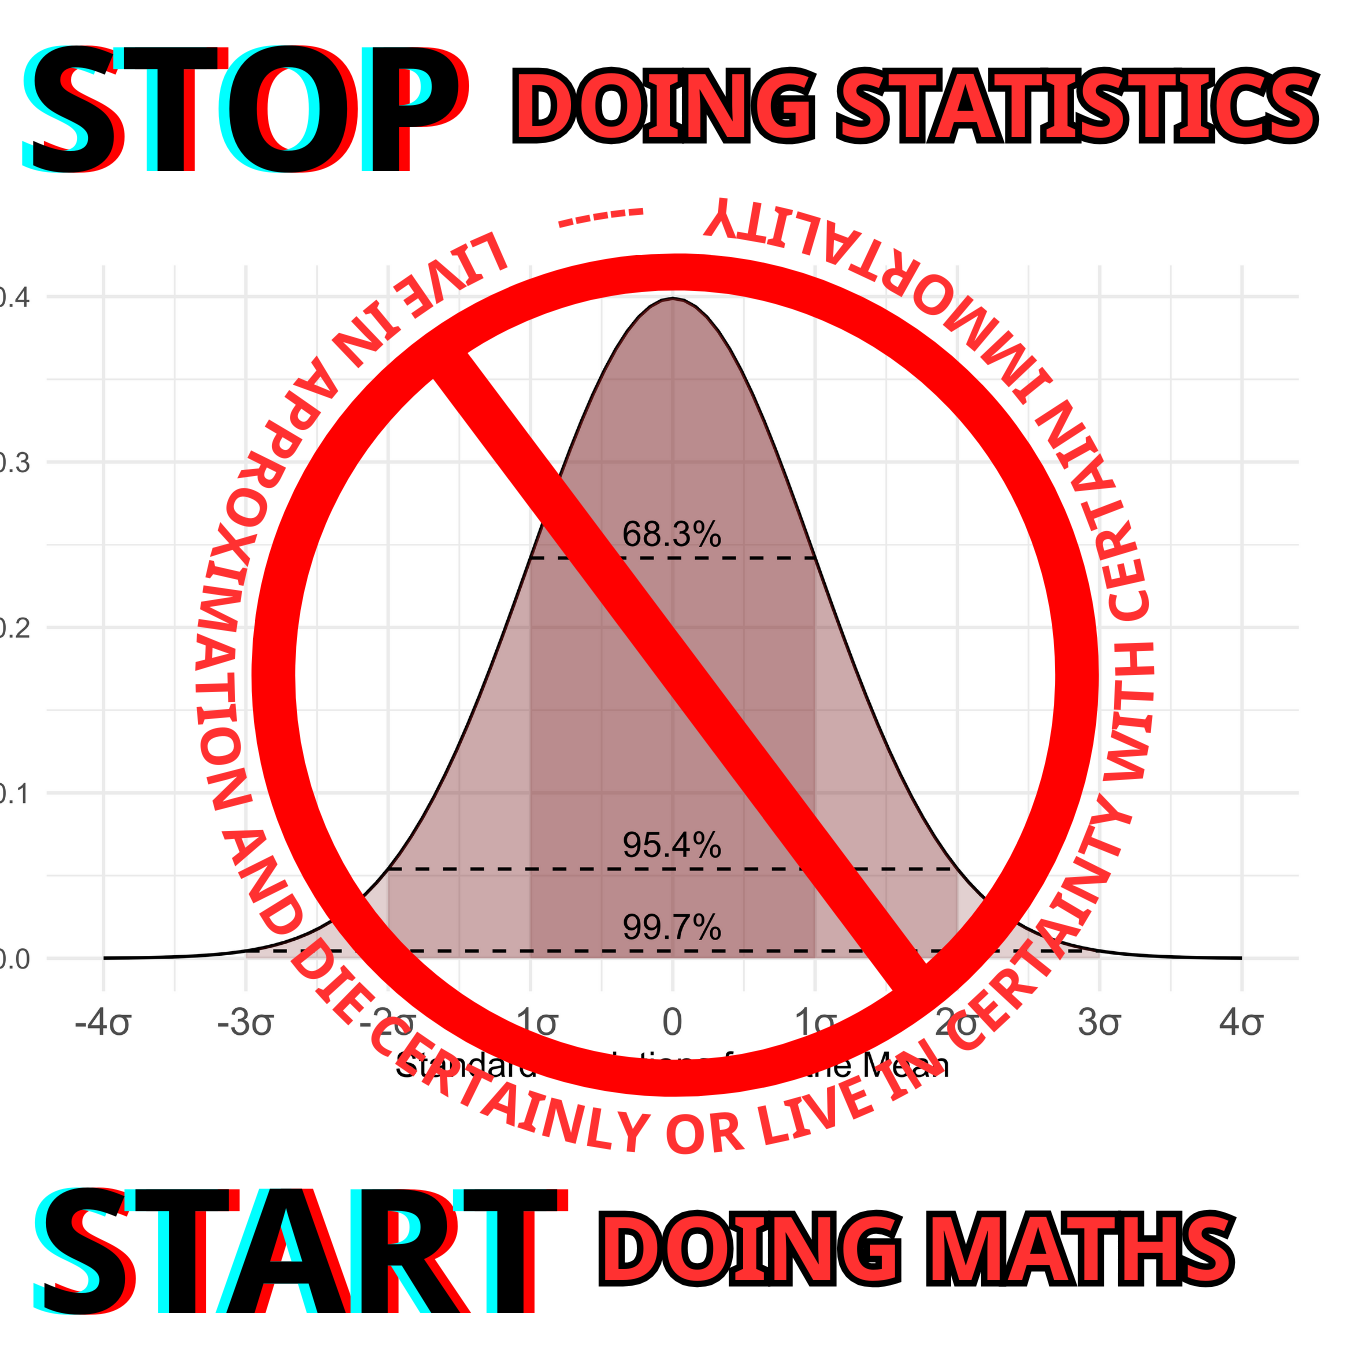 STOP DOING STATISTICS
LIVE IN APPROXIMATION AND DIE CERTAINLY OR LIVE IN CERTAINTY WITH CERTAIN IMMORTALITY -----
0.4
0.3
0.2
0.1
0.0
68.3%
95.4%
99.7%
-4σ -3σ -2σ 1σ 0 1σ 2σ 3σ 4σ
Standard the Mean
START DOING MATHS